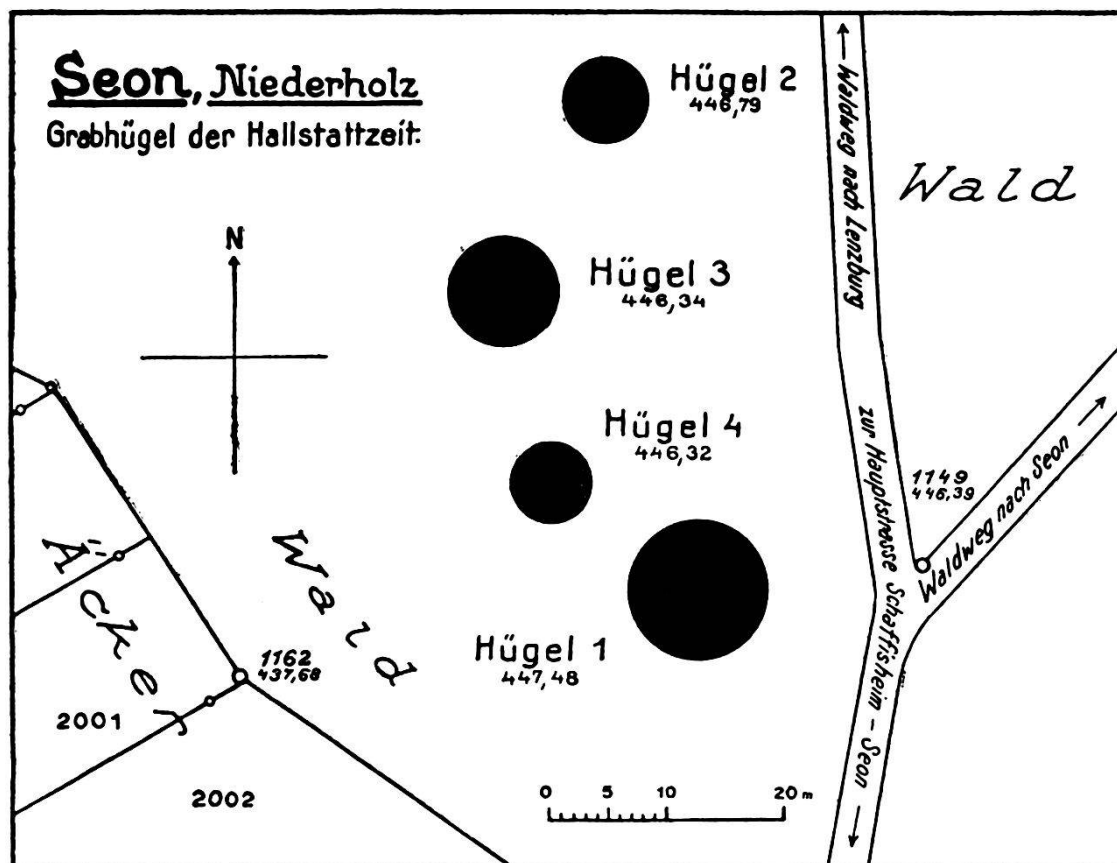 Seon, Niederholz
Grabhügel der Hallstattzeit.
Hügel 2
446,79
Wald
N
Hügel 3
446,34
Waldweg nach Lenzburg
Hügel 4
446,32
zur Hauptstrasse Schaffisheim – Seon
1149
446,39
Waldweg nach Seon
Äcker
Wald
Hügel 1
447,48
1162
437,68
2001
2002
0 5 10 20 m